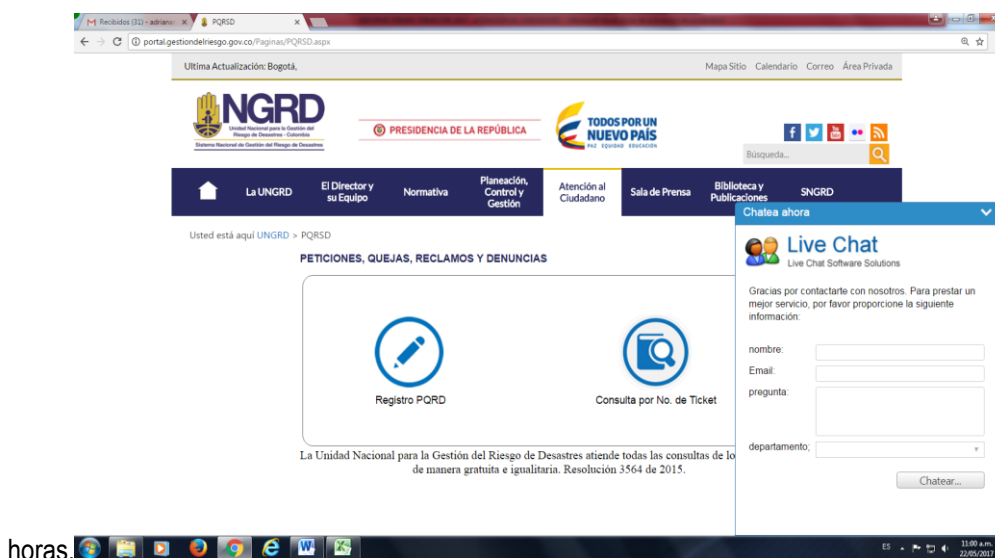 Recibidos (32) - adriana
PQRSD
portal.gestiondelriesgo.gov.co/Paginas/PQRSD.aspx
Ultima Actualización: Bogotá,
Mapa Sitio Calendario Correo Área Privada
UNGRD
Unidad Nacional para la Gestión del
Riesgo de Desastres - Colombia
Sistema Nacional de Gestión del Riesgo de Desastres
PRESIDENCIA DE LA REPÚBLICA
TODOS POR UN
NUEVO PAÍS
PAZ EQUIDAD EDUCACIÓN
Búsqueda...
La UNGRD
El Director y
su Equipo
Normativa
Planeación,
Control y
Gestión
Atención al
Ciudadano
Sala de Prensa
Biblioteca y
Publicaciones
SNGRD
Usted está aquí UNGRD > PQRSD
PETICIONES, QUEJAS, RECLAMOS Y DENUNCIAS
Registro PQRD
Consulta por No. de Ticket
La Unidad Nacional para la Gestión del Riesgo de Desastres atiende todas las consultas de lo
de manera gratuita e igualitaria. Resolución 3564 de 2015.
Chatea ahora
Live Chat
Live Chat Software Solutions
Gracias por contactarte con nosotros. Para prestar un
mejor servicio, por favor proporcione la siguiente
información:
nombre:
Email:
pregunta:
departamento:
Chatear...
horas.
ES
11:00 a.m.
22/05/2017